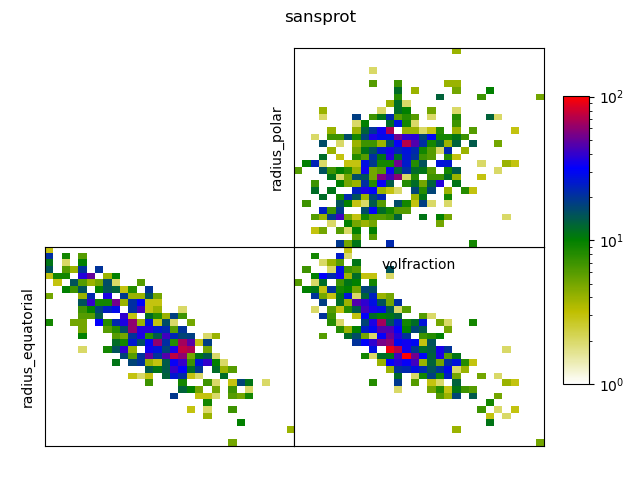 sansprot
radius_polar
10²
10¹
10⁰
volfraction
radius_equatorial